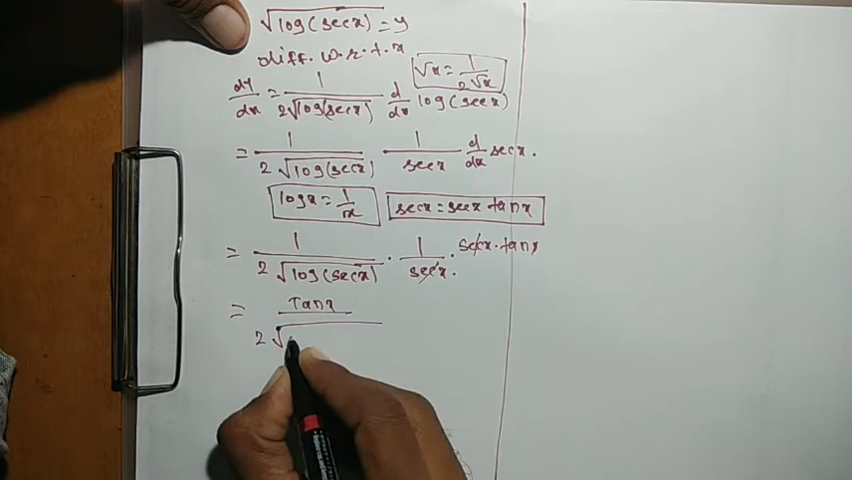 √log(secx) = y
diff. w.r.t. x
√x = 1/2√x
dy/dx = 1/2√log(secx) d/dx log(secx)
= 1/2√log(secx) 1/secx d/dx secx.
logx = 1/x secx = secx tanx
= 1/2√log(secx) . 1/secx . secx.tanx
= Tanx/2√